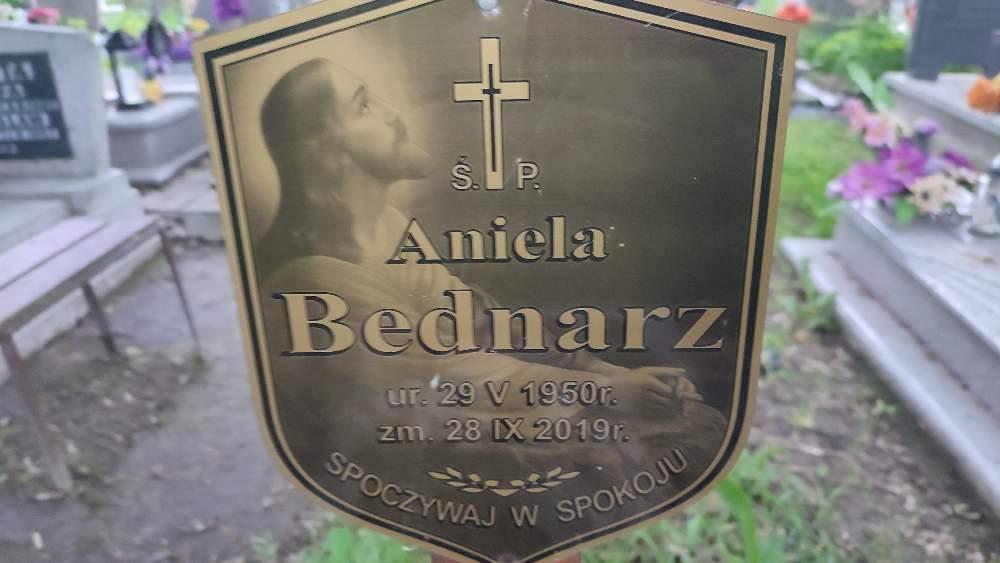 Ś. P.
Aniela
Bednarz
ur. 29 V 1950r.
zm. 28 IX 2019r.
SPOCZYWAJ W SPOKOJU